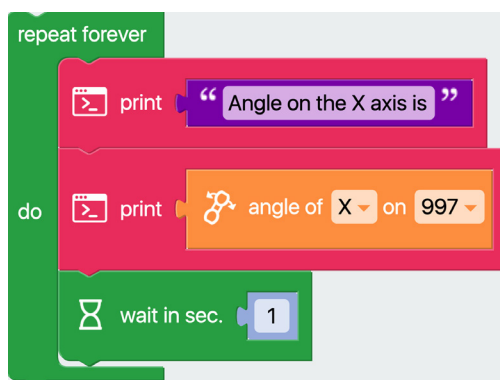 repeat forever
print “ Angle on the X axis is ”
do print angle of X on 997
wait in sec. 1